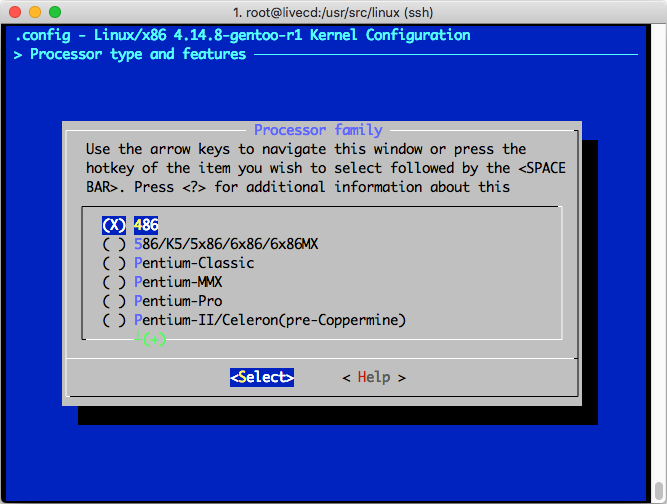 1. root@livecd:/usr/src/linux (ssh)
.config - Linux/x86 4.14.8-gentoo-r1 Kernel Configuration
> Processor type and features
Processor family
Use the arrow keys to navigate this window or press the
hotkey of the item you wish to select followed by the <SPACE
BAR>. Press <?> for additional information about this
(X) 486
( ) 586/K5/5x86/6x86/6x86MX
( ) Pentium-Classic
( ) Pentium-MMX
( ) Pentium-Pro
( ) Pentium-II/Celeron(pre-Coppermine)
(+)
<Select> < Help >